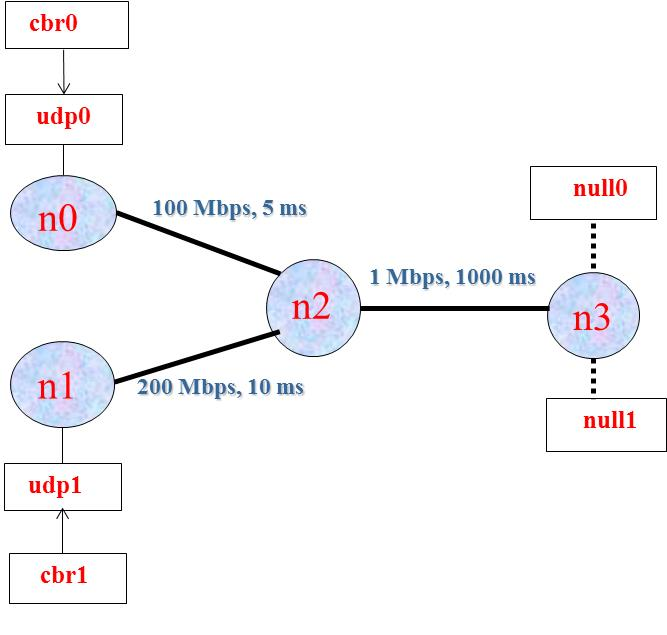 cbr0
udp0
n0
100 Mbps, 5 ms
null0
n2
1 Mbps, 1000 ms
n3
n1
200 Mbps, 10 ms
null1
udp1
cbr1